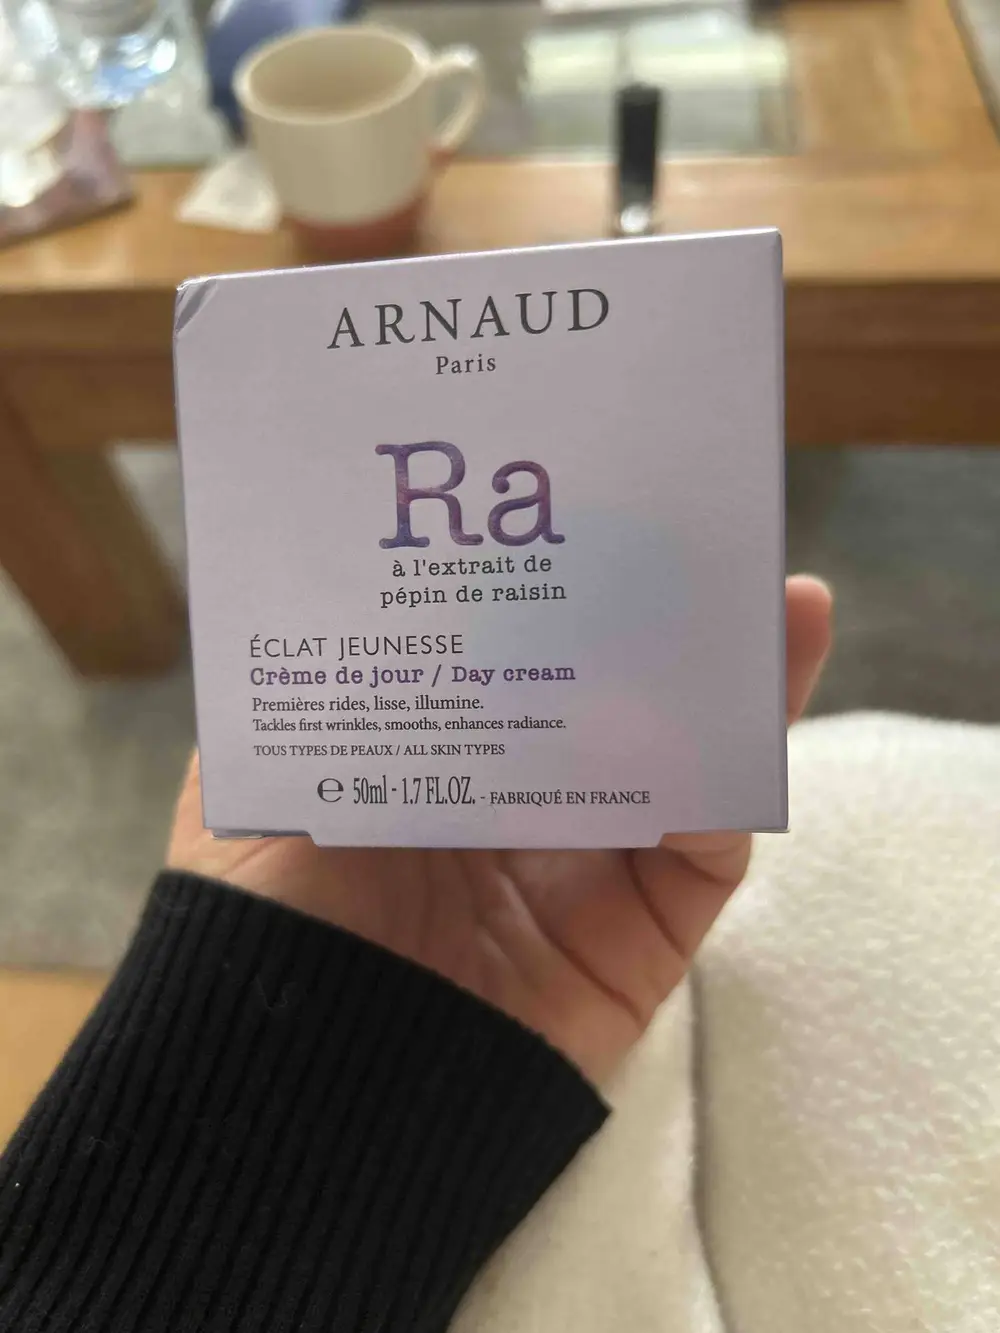 ARNAUD
Paris
Ra
à l'extrait de
pépin de raisin
ÉCLAT JEUNESSE
Crème de jour / Day cream
Premières rides, lisse, illumine.
Tackles first wrinkles, smooths, enhances radiance.
TOUS TYPES DE PEAUX / ALL SKIN TYPES
℮ 50ml - 1.7 FL.OZ. - FABRIQUÉ EN FRANCE